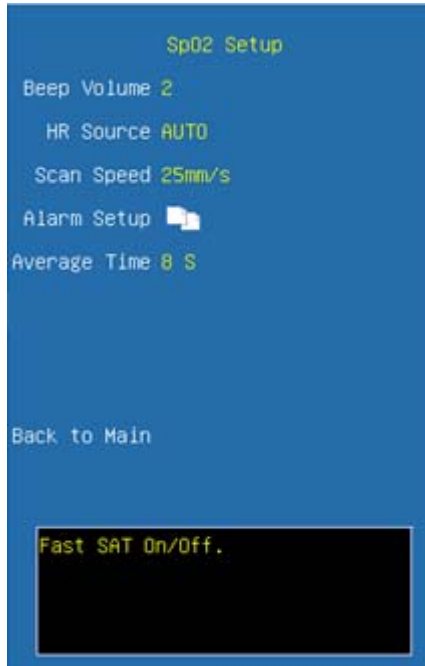 SpO2 Setup
Beep Volume 2
HR Source AUTO
Scan Speed 25mm/s
Alarm Setup
Average Time 8 S
Back to Main
Fast SAT On/Off.